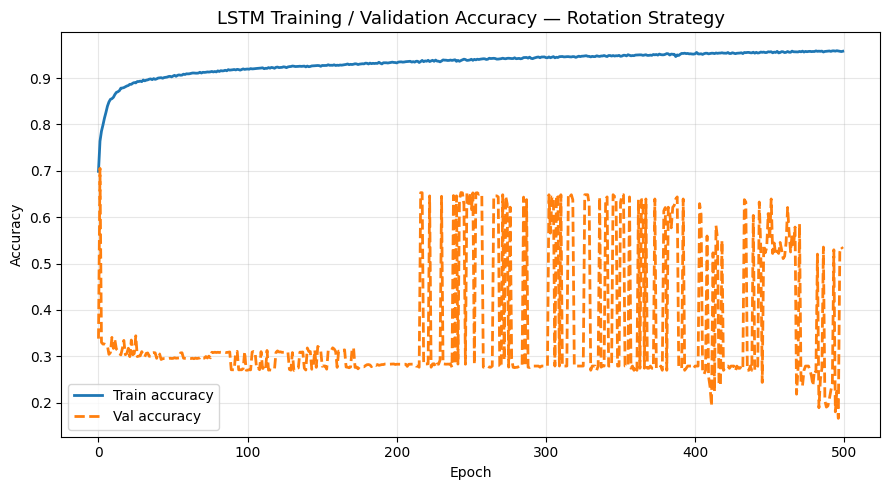 LSTM Training / Validation Accuracy — Rotation Strategy
Accuracy
0.9
0.8
0.7
0.6
0.5
0.4
0.3
0.2
Train accuracy
Val accuracy
0 100 200 300 400 500
Epoch